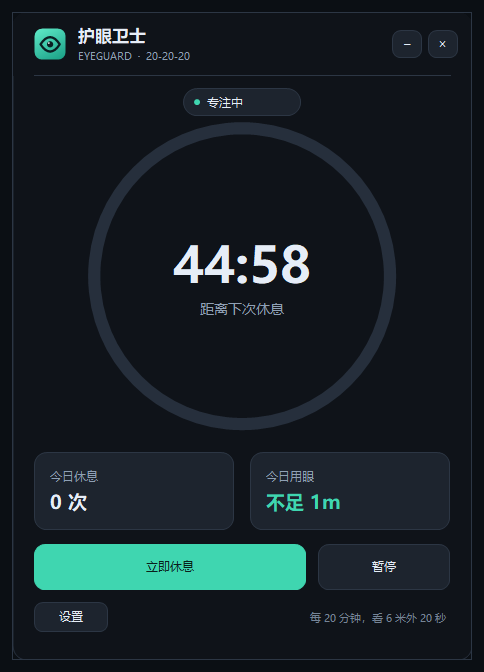 护眼卫士
EYEGUARD · 20-20-20
− ×
专注中
44:58
距离下次休息
今日休息
0 次
今日用眼
不足 1m
立即休息
暂停
设置
每 20 分钟，看 6 米外 20 秒